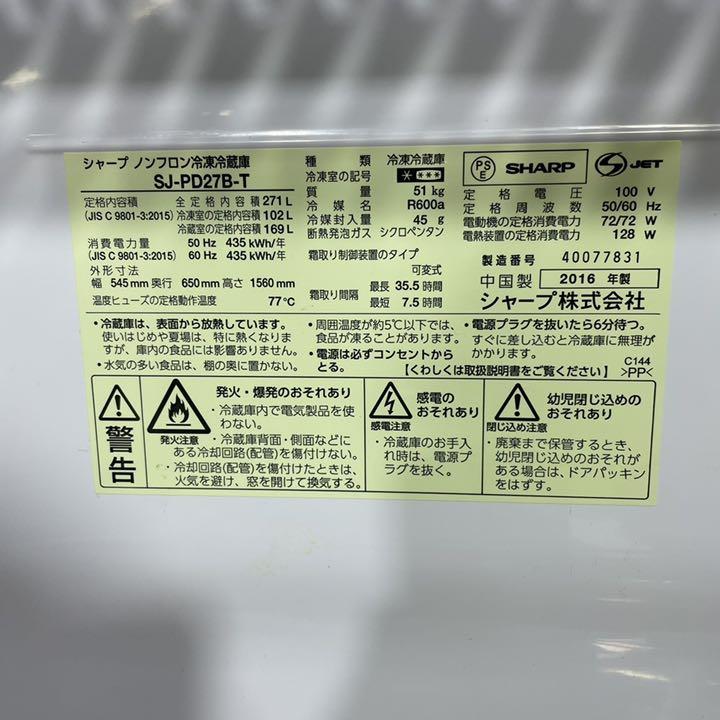 シャープ ノンフロン冷凍冷蔵庫
SJ-PD27B-T
定格内容積 全定格内容積 271 L
(JIS C 9801-3:2015) 冷凍室の定格内容積 102 L
冷蔵室の定格内容積 169 L
消費電力量 50 Hz 435 kWh/年
(JIS C 9801-3:2015) 60 Hz 435 kWh/年
外形寸法
幅 545 mm 奥行 650 mm 高さ 1560 mm
温度ヒューズの定格動作温度 77℃
種類 冷凍冷蔵庫
冷凍室の記号 * ***
質量 51 kg
冷媒名 R600a
冷媒封入量 45 g
断熱発泡ガス シクロペンタン
霜取り制御装置のタイプ
可変式
霜取り間隔 最長 35.5 時間
最短 7.5 時間
PS E SHARP S JET
定格電圧 100 V
定格周波数 50/60 Hz
電動機の定格消費電力 72/72 W
電熱装置の定格消費電力 128 W
製造番号 40077831
中国製 2016 年製
シャープ株式会社
・冷蔵庫は、表面から放熱しています。
使いはじめや夏場は、特に熱くなりま
すが、庫内の食品には影響ありません。
・水気の多い食品は、棚の奥に置かない。
・周囲温度が約5℃以下では、
食品が凍ることがあります。
・電源は必ずコンセントから
とる。
・電源プラグを抜いたら6分待つ。
すぐに差し込むと冷蔵庫に無理が
かかります。
【くわしくは取扱説明書をご覧ください】
C144
>PP<
警告
発火・爆発のおそれあり
発火注意
・冷蔵庫内で電気製品を使
わない。
・冷蔵庫背面・側面などに
ある冷却回路(配管)を傷付けない。
・冷却回路(配管)を傷付けたときは、
火気を避け、窓を開けて換気する。
感電の
おそれあり
感電注意
・冷蔵庫のお手入
れ時は、電源プ
ラグを抜く。
幼児閉じ込めの
おそれあり
閉じ込め注意
・廃棄まで保管するとき、
幼児閉じ込めのおそれが
ある場合は、ドアパッキン
をはずす。